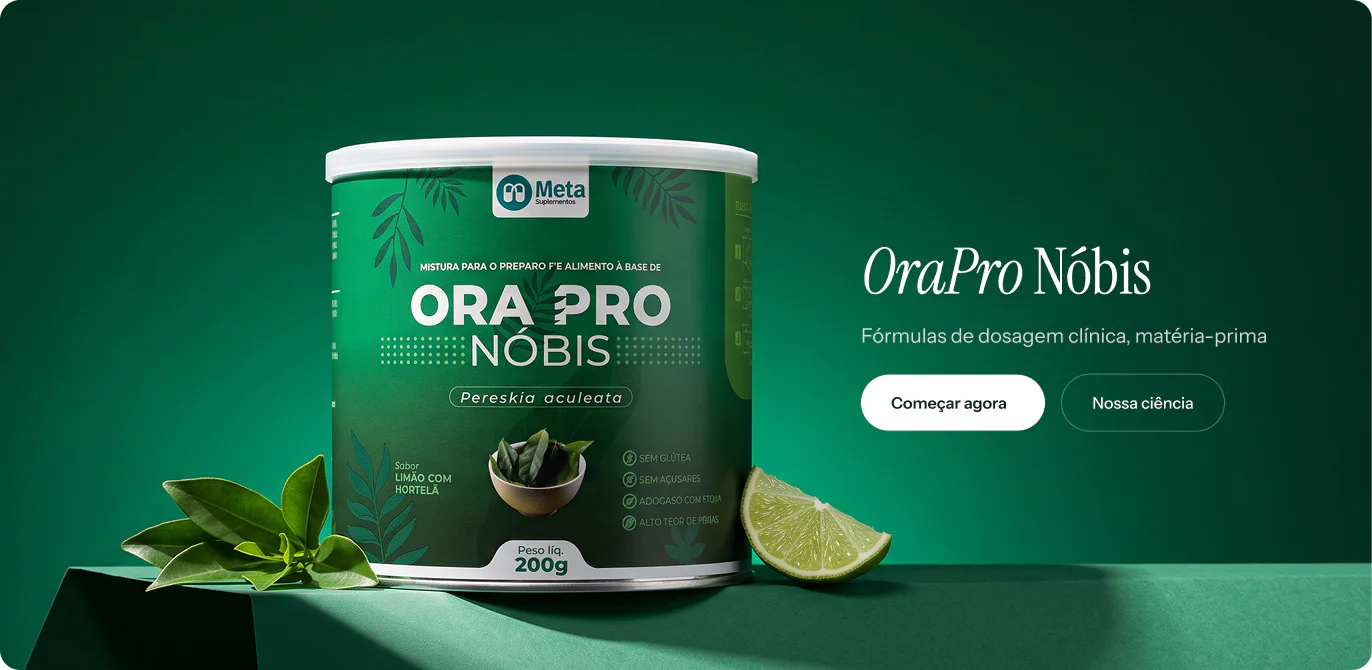 Meta
Suplementos
MISTURA PARA O PREPARO F'E ALIMENTO À BASE DE
ORA PRO
NÓBIS
Pereskia aculeata
Sabor
LIMÃO COM
HORTELÃ
SEM GLÚTEA
SEM AÇUSARES
ADOGASO COM
ALTO TEOR DE
Peso líq.
200g
OraPro Nóbis
Fórmulas de dosagem clínica, matéria-prima
Começar agora
Nossa ciência